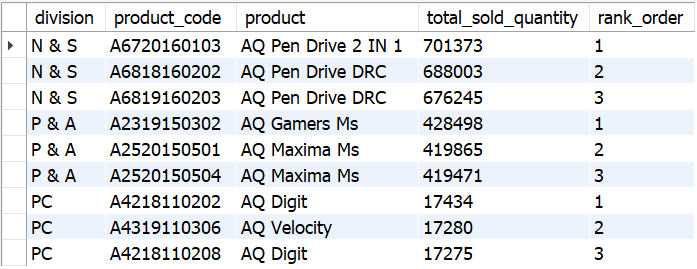 division product_code product total_sold_quantity rank_order
N & S A6720160103 AQ Pen Drive 2 IN 1 701373 1
N & S A6818160202 AQ Pen Drive DRC 688003 2
N & S A6819160203 AQ Pen Drive DRC 676245 3
P & A A2319150302 AQ Gamers Ms 428498 1
P & A A2520150501 AQ Maxima Ms 419865 2
P & A A2520150504 AQ Maxima Ms 419471 3
PC A4218110202 AQ Digit 17434 1
PC A4319110306 AQ Velocity 17280 2
PC A4218110208 AQ Digit 17275 3